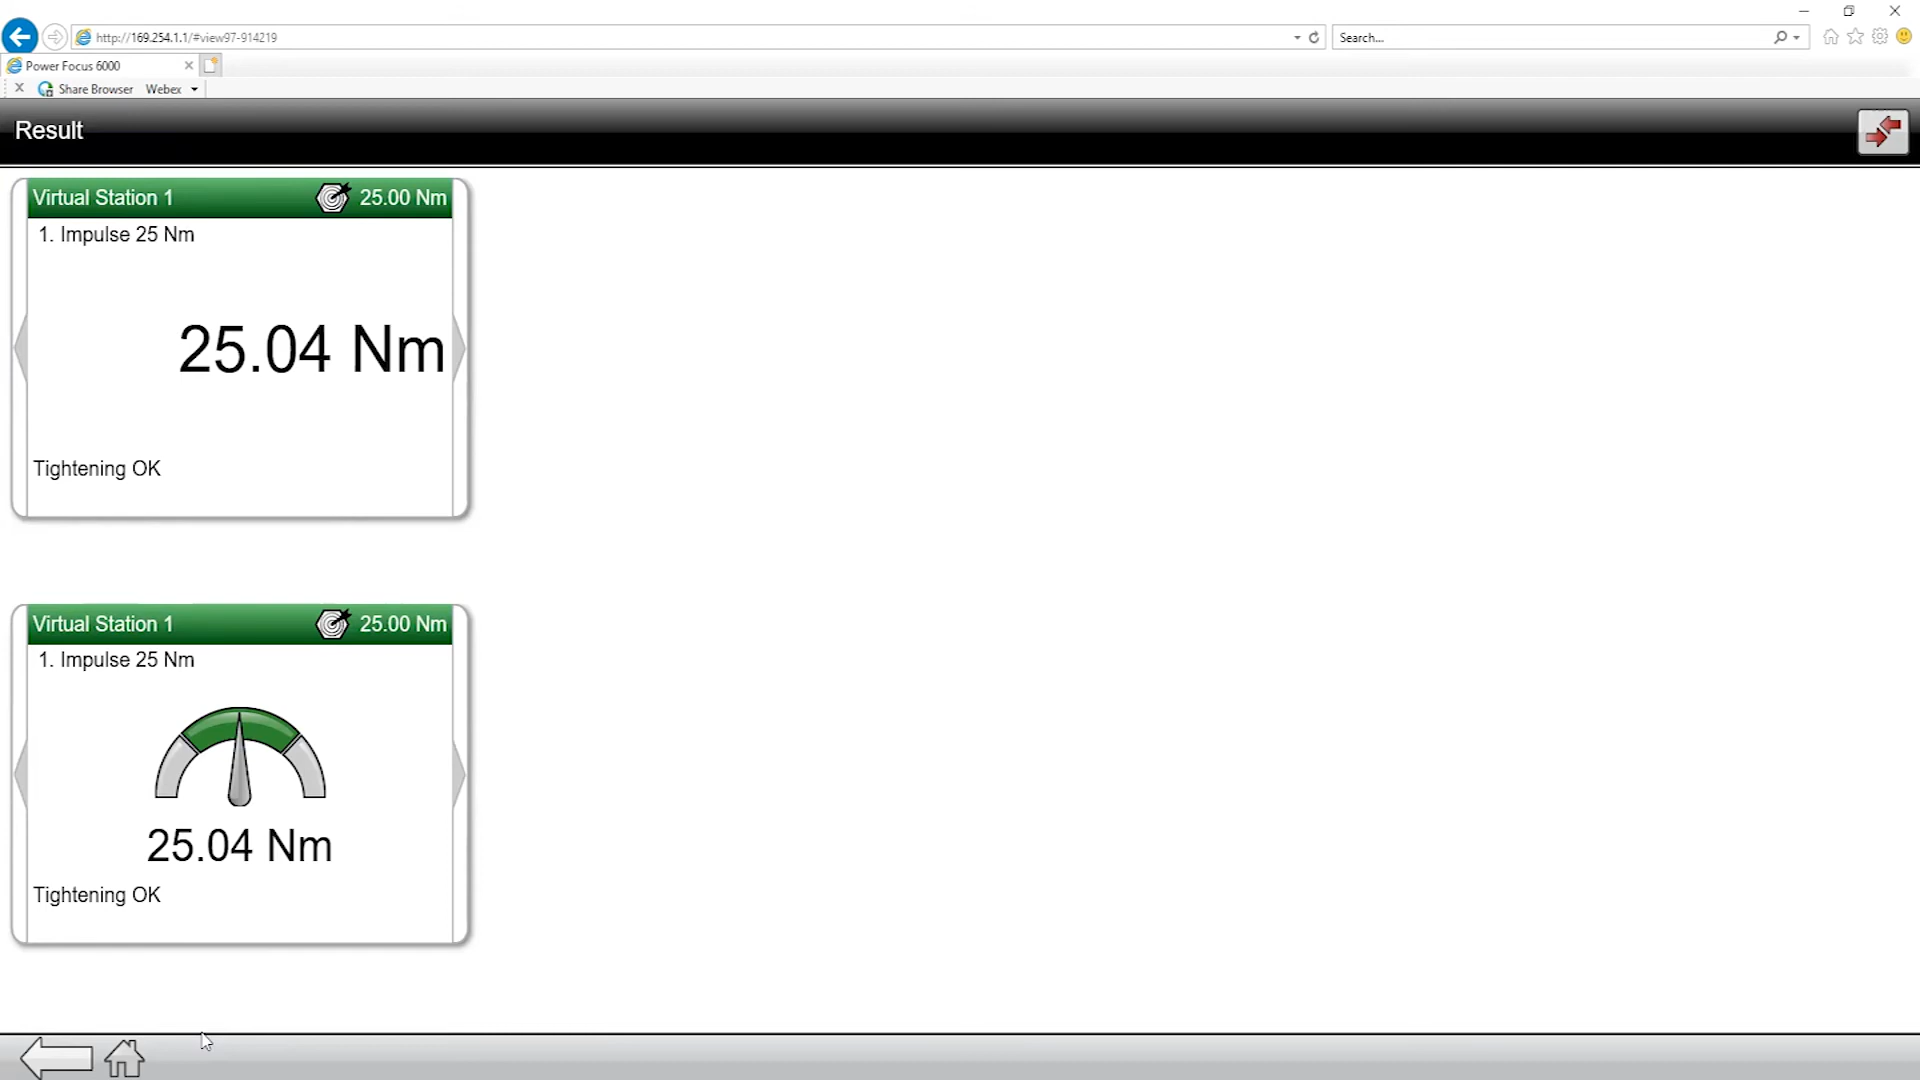 http://169.254.1.1/#view97-914219
Search...
Power Focus 6000
Share Browser Webex
Result
Virtual Station 1 25.00 Nm
1. Impulse 25 Nm
25.04 Nm
Tightening OK
Virtual Station 1 25.00 Nm
1. Impulse 25 Nm
25.04 Nm
Tightening OK